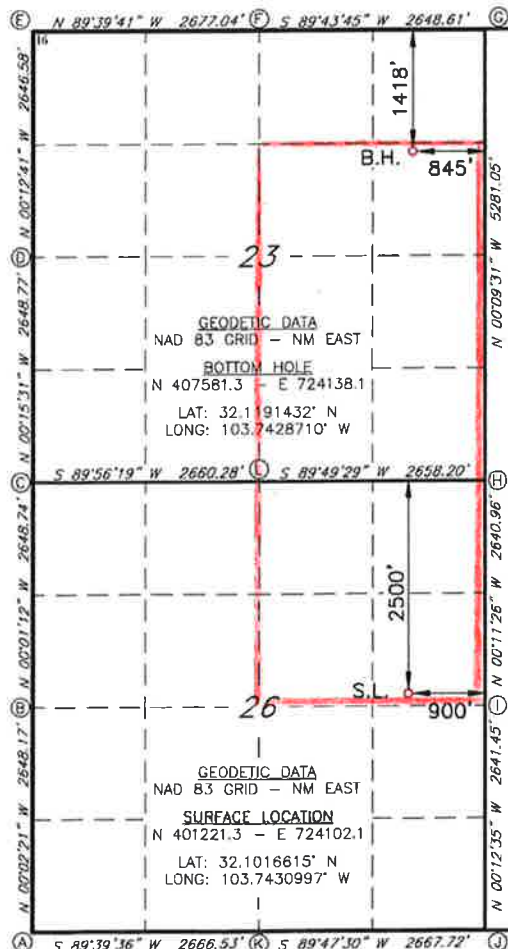 E N 89°39'41" W 2677.04' F S 89°43'45" W 2648.61' G
16
N 00°12'41" W 2646.58'
1418'
B.H.
845'
N 00°09'31" W 5281.05'
D
23
N 00°15'31" W 2648.77'
GEODETIC DATA
NAD 83 GRID - NM EAST
BOTTOM HOLE
N 407581.3 - E 724138.1
LAT: 32.1191432° N
LONG: 103.7428710° W
C S 89°56'19" W 2660.28' L S 89°49'29" W 2658.20' H
N 00°01'12" W 2648.74'
2500'
N 00°11'26" W 2640.96'
S.L.
900'
B
26
I
N 00°02'21" W 2648.17'
GEODETIC DATA
NAD 83 GRID - NM EAST
SURFACE LOCATION
N 401221.3 - E 724102.1
LAT: 32.1016615° N
LONG: 103.7430997° W
N 00°12'35" W 2641.45'
A S 89°39'36" W 2666.53' K S 89°47'30" W 2667.72' J